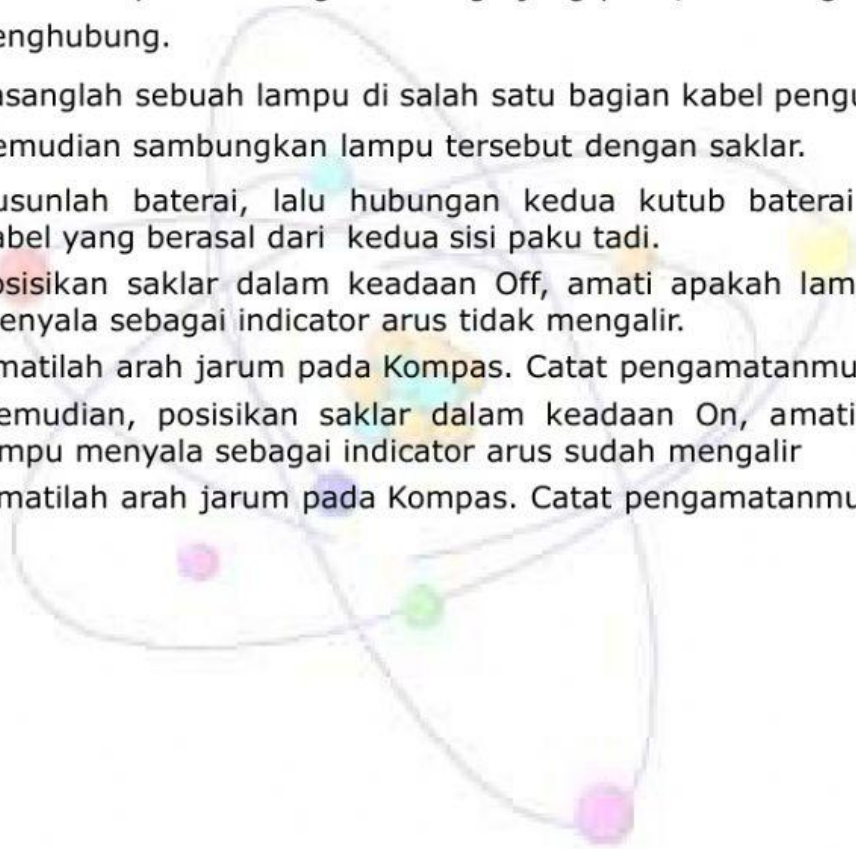 enghubung.
asanglah sebuah lampu di salah satu bagian kabel pengu
emudian sambungkan lampu tersebut dengan saklar.
usunlah baterai, lalu hubungan kedua kutub baterai
abel yang berasal dari kedua sisi paku tadi.
osisikan saklar dalam keadaan Off, amati apakah lam
enyala sebagai indicator arus tidak mengalir.
matilah arah jarum pada Kompas. Catat pengamatanmu
emudian, posisikan saklar dalam keadaan On, amati
mpu menyala sebagai indicator arus sudah mengalir
matilah arah jarum pada Kompas. Catat pengamatanmu